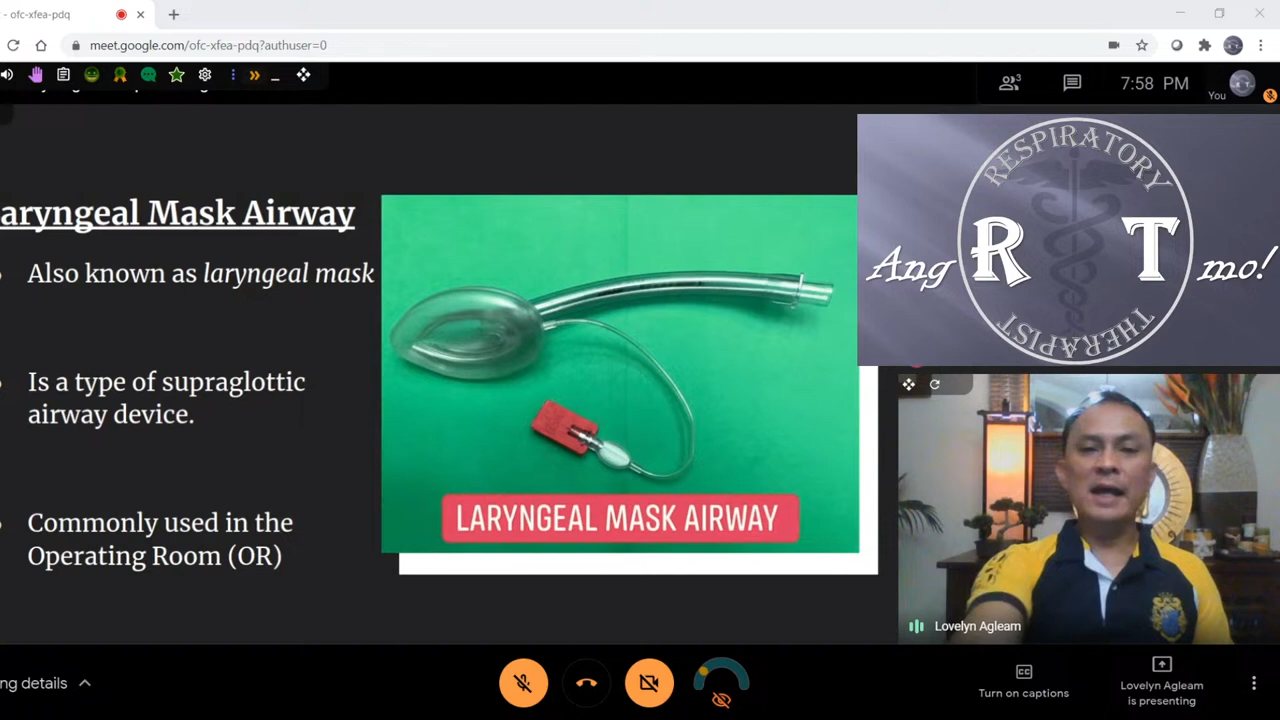 - ofc-xfea-pdq
meet.google.com/ofc-xfea-pdq?authuser=0
3
7:58 PM
You
aryngeal Mask Airway
Also known as laryngeal mask
Is a type of supraglottic
airway device.
Commonly used in the
Operating Room (OR)
LARYNGEAL MASK AIRWAY
RESPIRATORY
Ang R T mo!
THERAPIST
Lovelyn Agleam
ng details
CC
Turn on captions
Lovelyn Agleam
is presenting